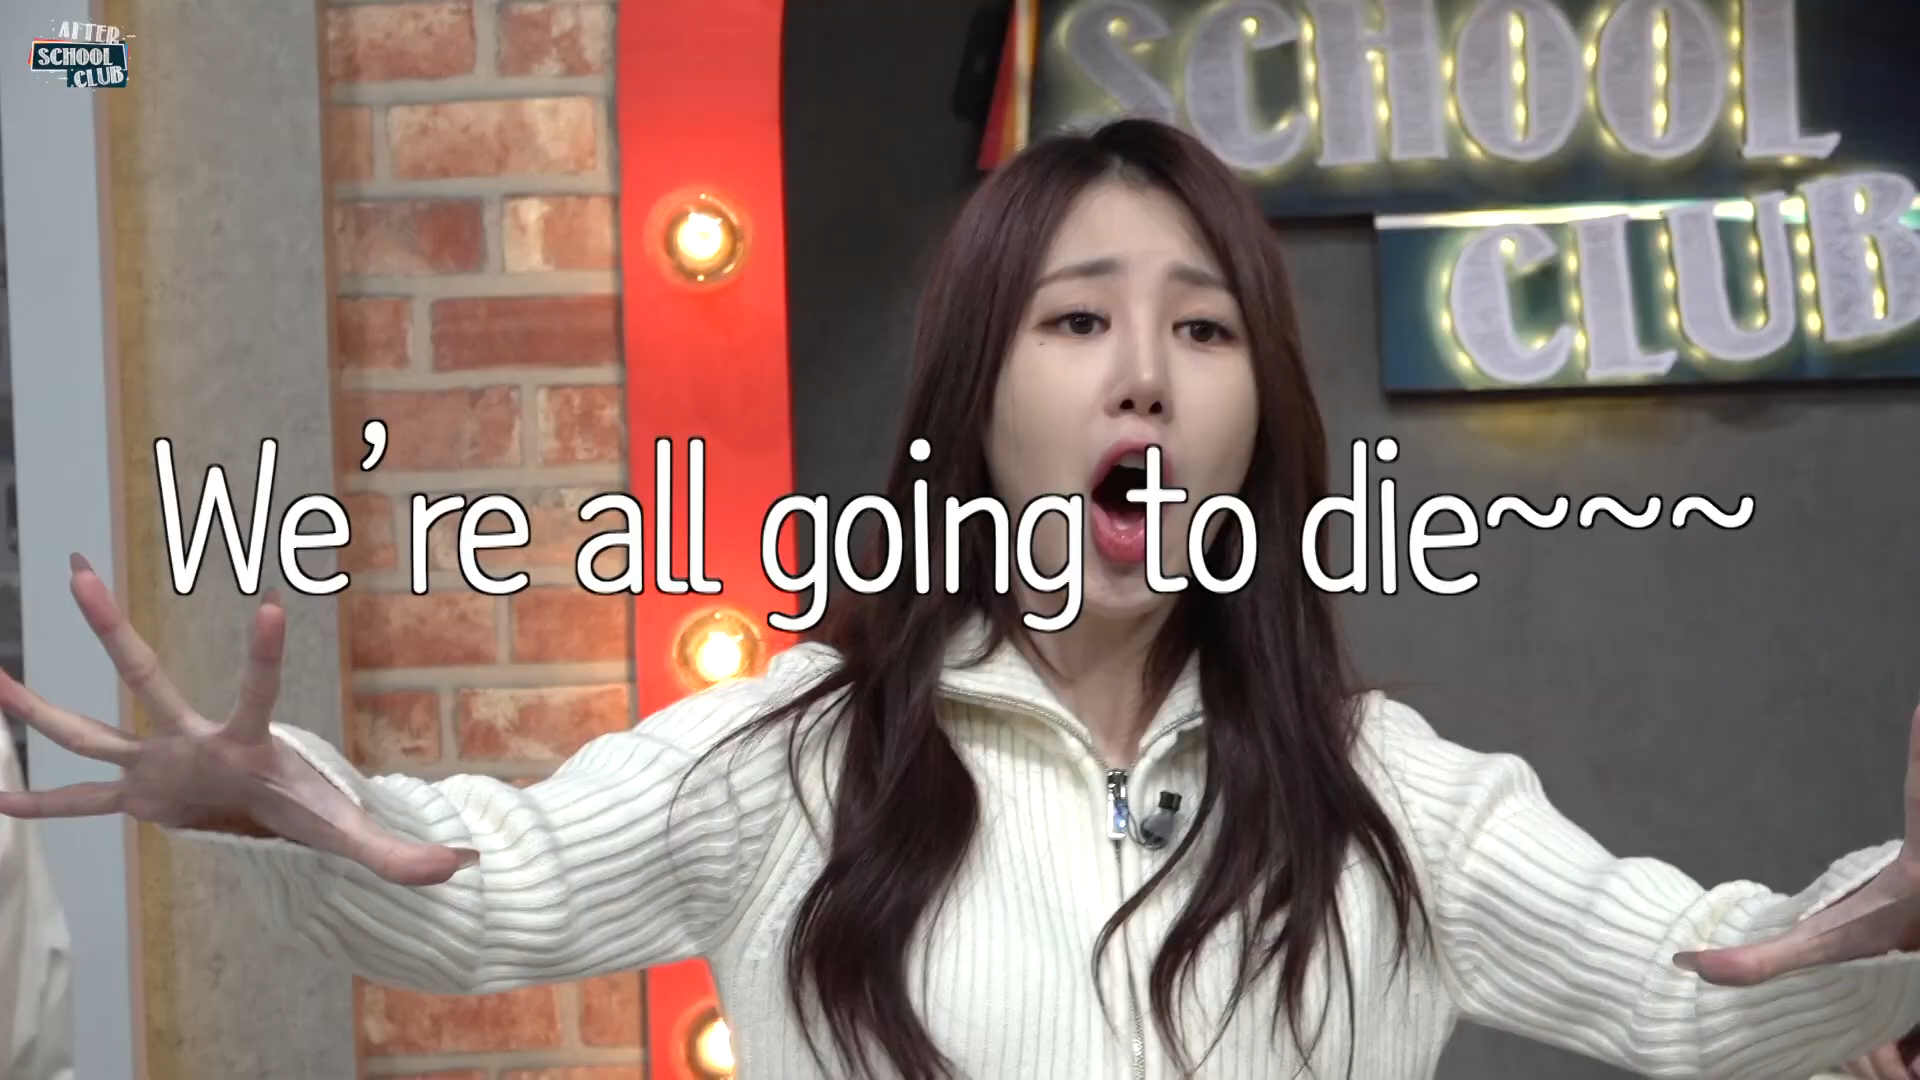 AFTER
SCHOOL
CLUB
SCHOOL
CLUB
We're all going to die~~~